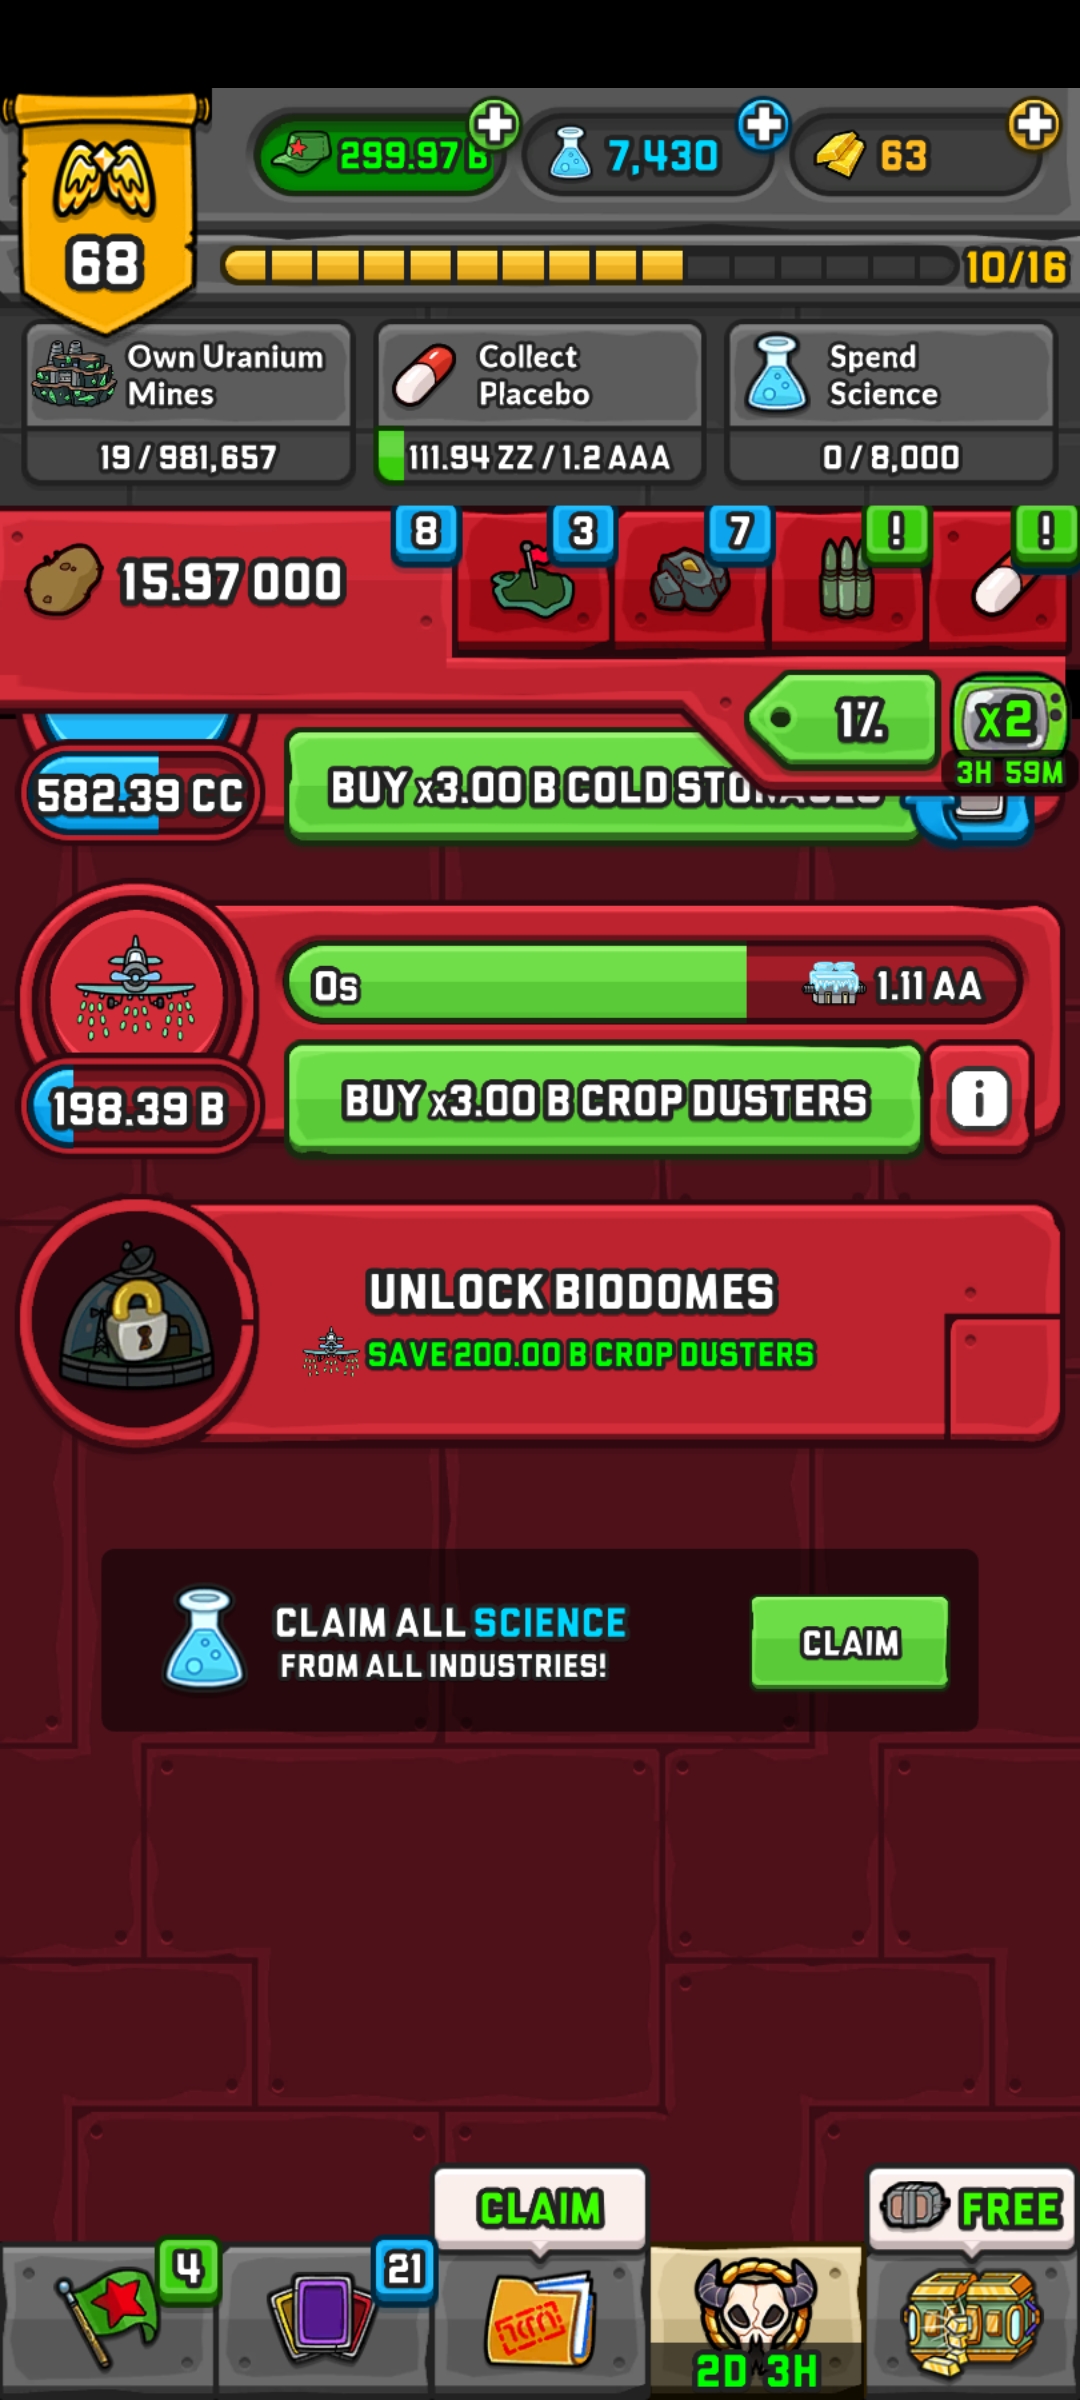 299.97 B
7,430
63
68
10/16
Own Uranium
Mines
19 / 981,657
Collect
Placebo
111.94 ZZ / 1.2 AAA
Spend
Science
0 / 8,000
15.97 OOO
8
3
7
!
!
1%
x2
3H 59M
582.39 CC
BUY x3.00 B COLD STORAGES
0s
1.11 AA
198.39 B
BUY x3.00 B CROP DUSTERS
i
UNLOCK BIODOMES
SAVE 200.00 B CROP DUSTERS
CLAIM ALL SCIENCE
FROM ALL INDUSTRIES!
CLAIM
CLAIM
FREE
4
21
2D 3H